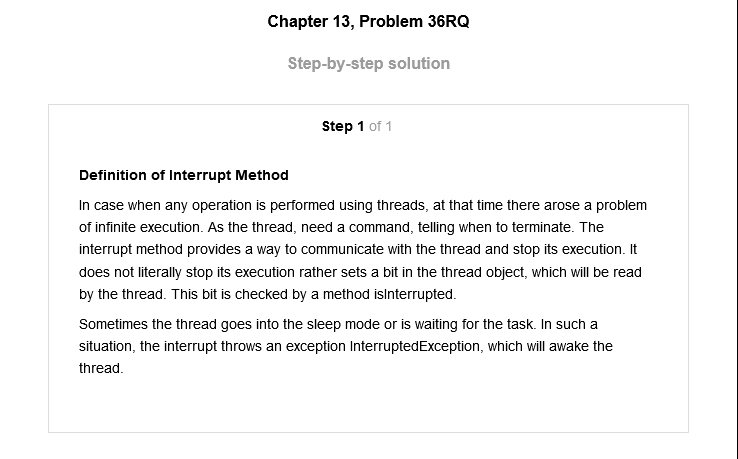 Chapter 13, Problem 36RQ
Step-by-step solution
Step 1 of 1
Definition of Interrupt Method
In case when any operation is performed using threads, at that time there arose a problem
of infinite execution. As the thread, need a command, telling when to terminate. The
interrupt method provides a way to communicate with the thread and stop its execution. It
does not literally stop its execution rather sets a bit in the thread object, which will be read
by the thread. This bit is checked by a method isInterrupted.
Sometimes the thread goes into the sleep mode or is waiting for the task. In such a
situation, the interrupt throws an exception InterruptedException, which will awake the
thread.